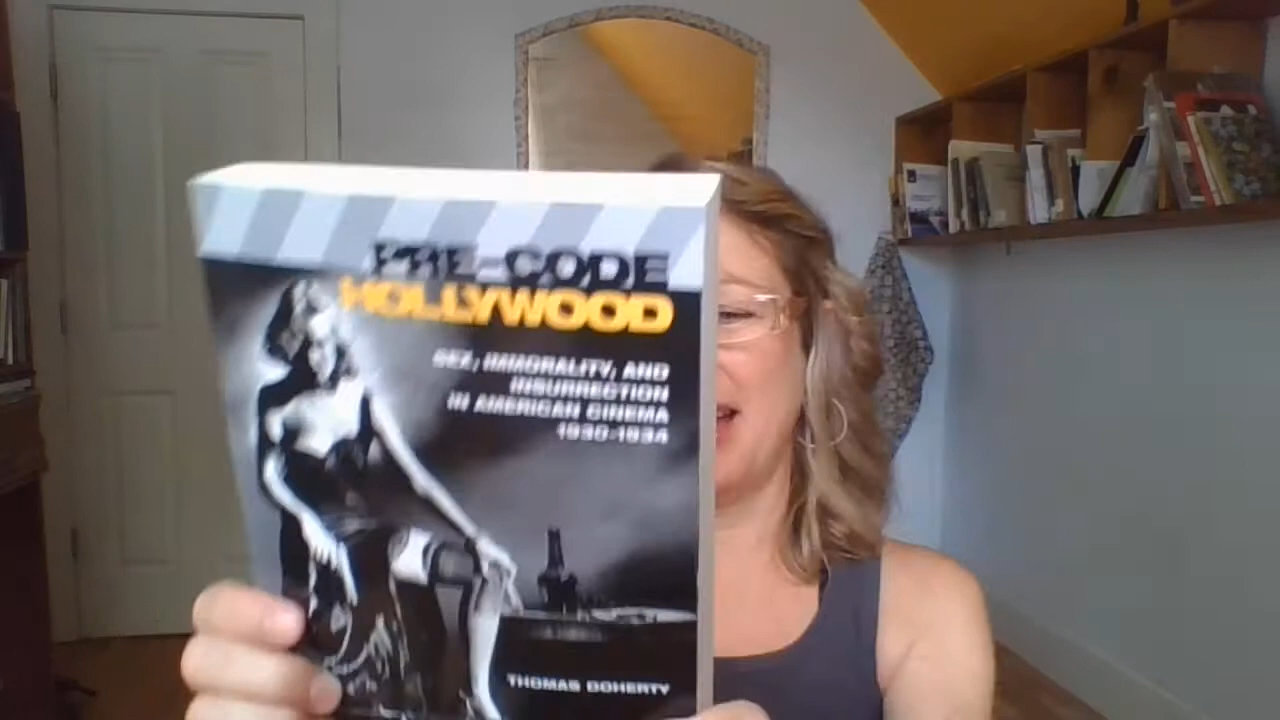 PRE-CODE
HOLLYWOOD
SEX, IMMORALITY, AND
INSURRECTION
IN AMERICAN CINEMA
1930-1934
THOMAS DOHERTY